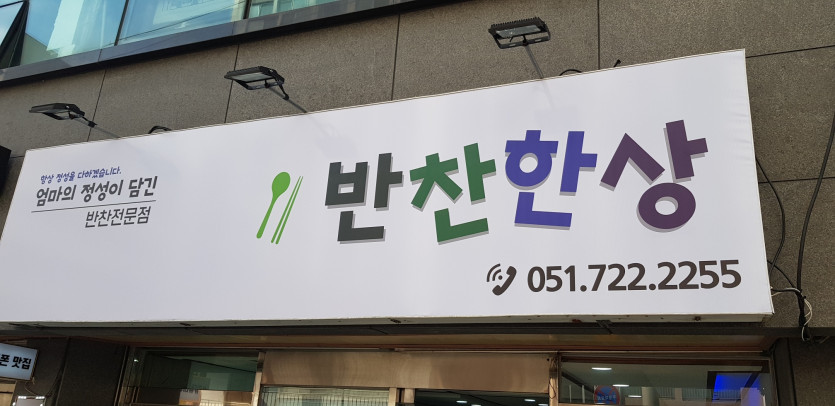 항상 정성을 다하겠습니다.
엄마의 정성이 담긴
반찬전문점
반찬한상
051.722.2255
폰 맛집